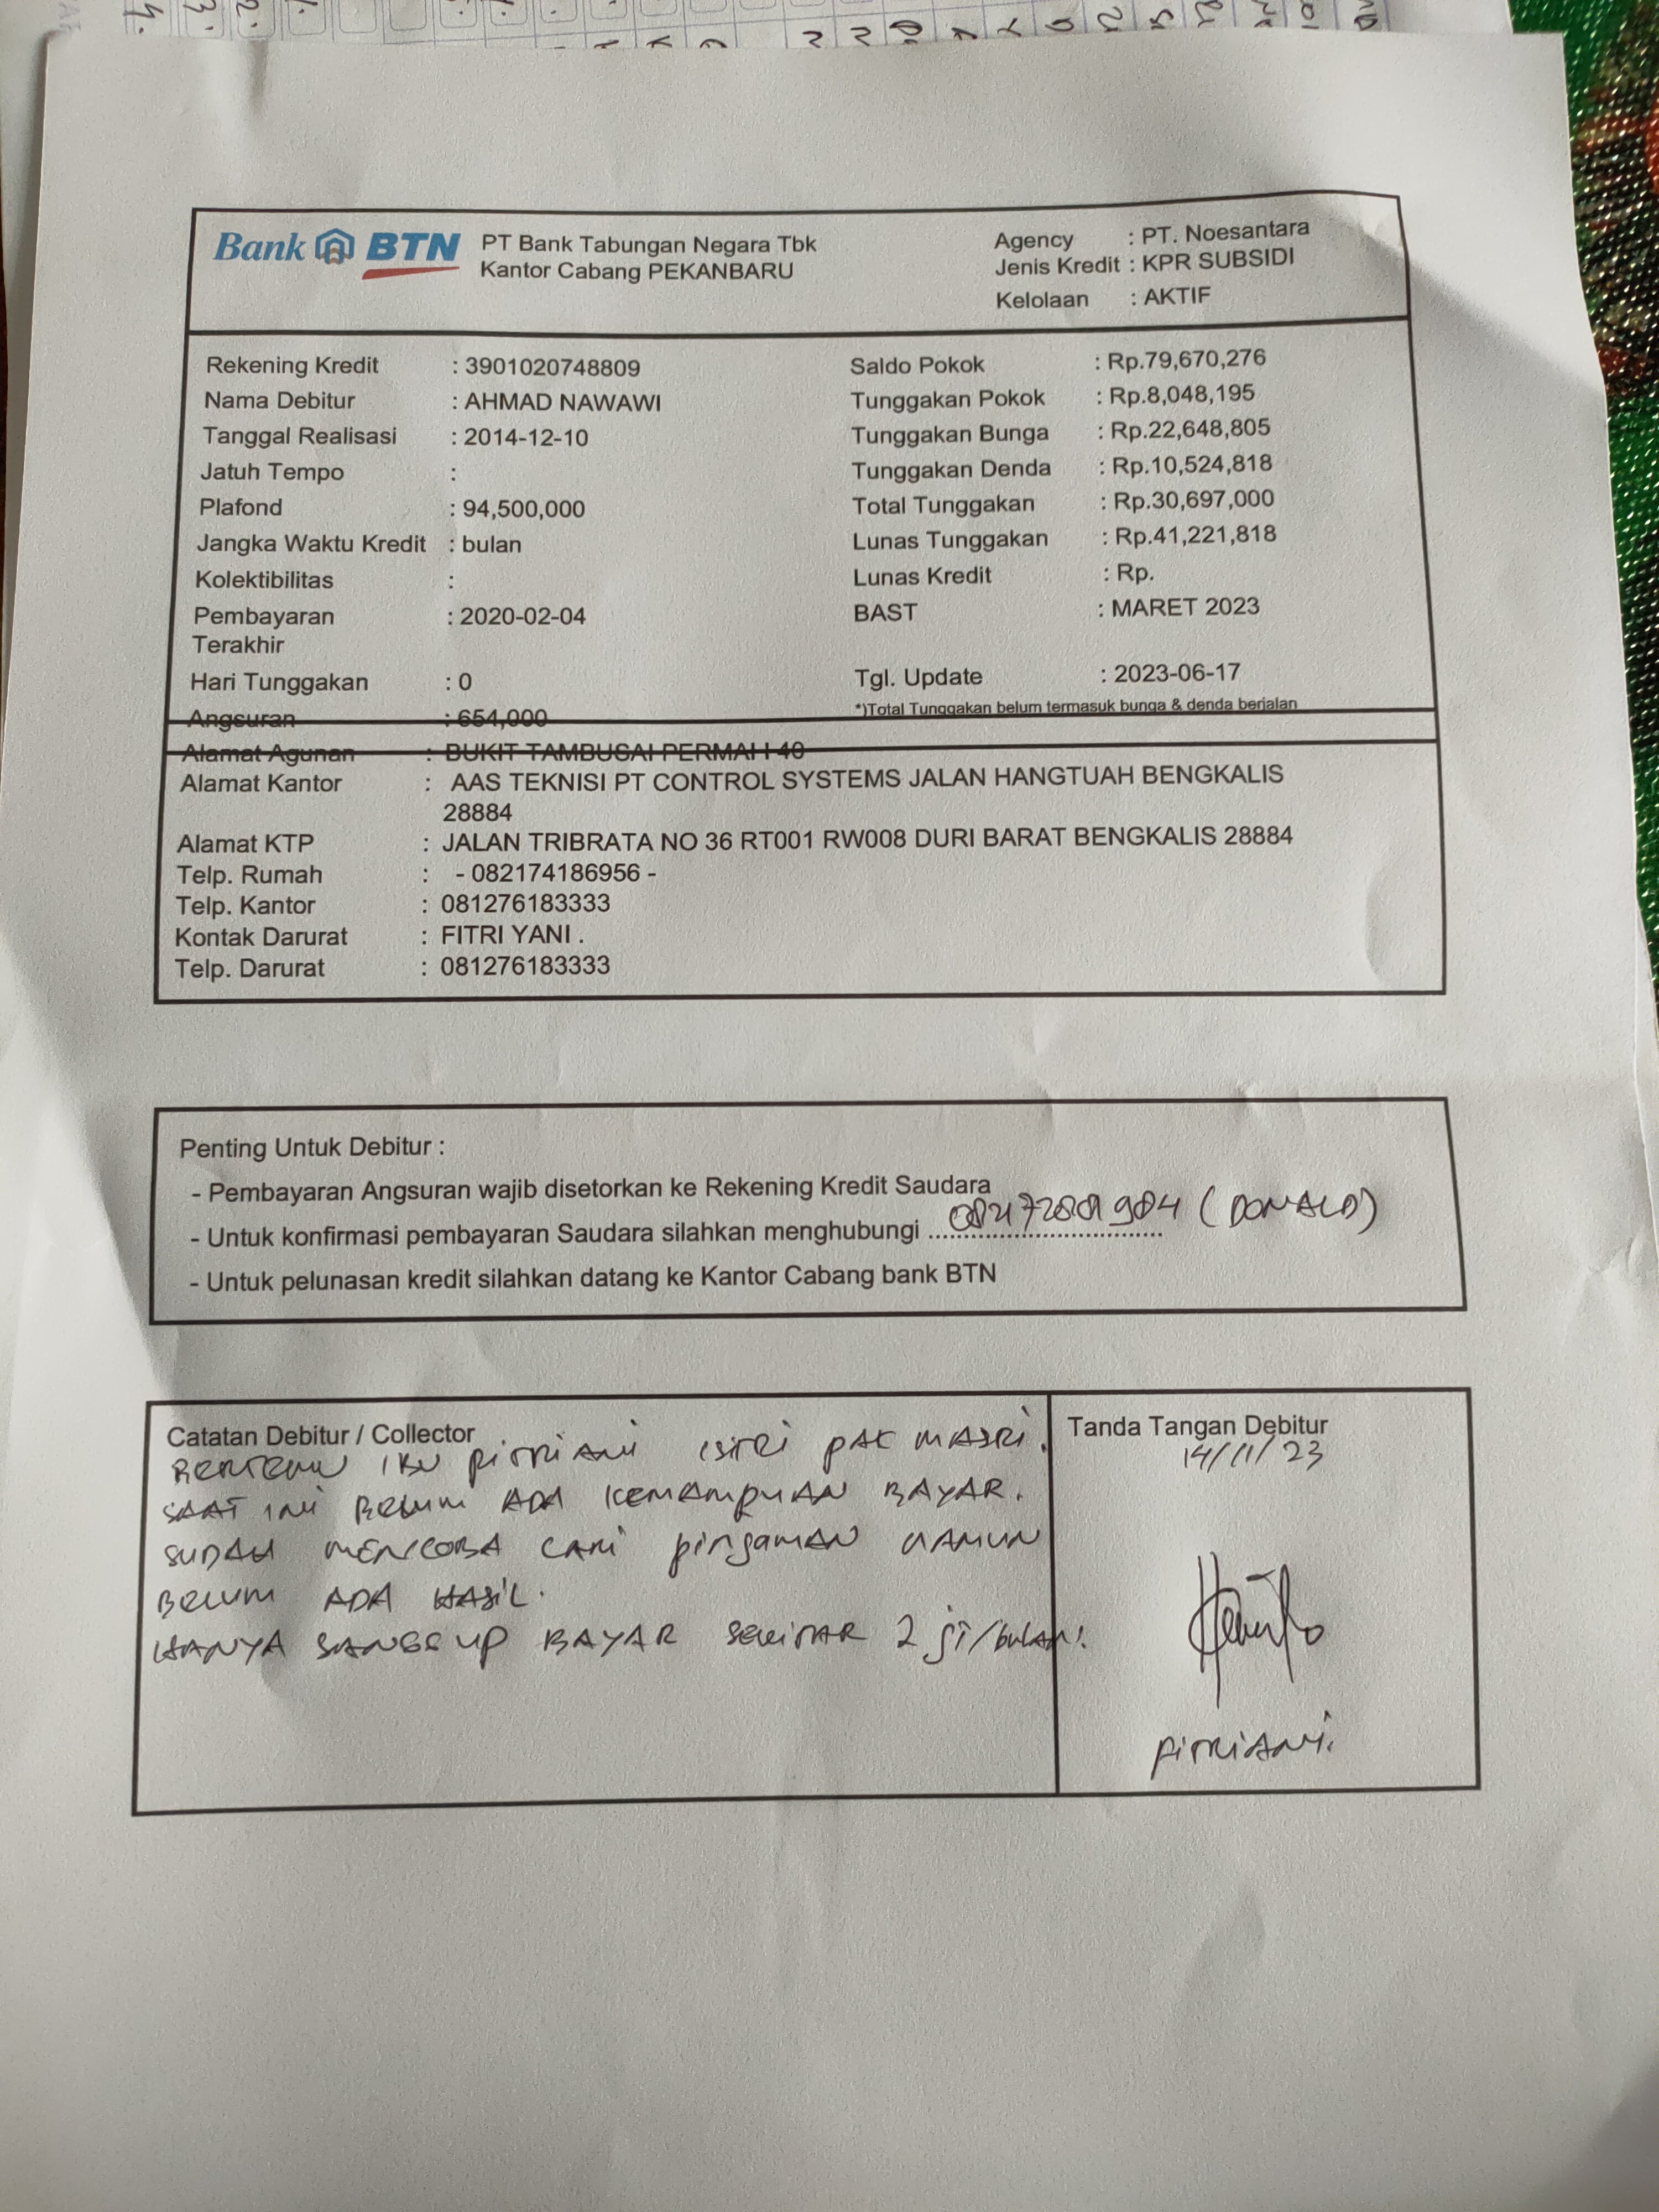 Bank BTN PT Bank Tabungan Negara Tbk
Kantor Cabang PEKANBARU
Agency : PT. Noesantara
Jenis Kredit : KPR SUBSIDI
Kelolaan : AKTIF
Rekening Kredit : 3901020748809
Nama Debitur : AHMAD NAWAWI
Tanggal Realisasi : 2014-12-10
Jatuh Tempo :
Plafond : 94,500,000
Jangka Waktu Kredit : bulan
Kolektibilitas :
Pembayaran : 2020-02-04
Terakhir
Hari Tunggakan : 0
Angsuran : 654,000
Saldo Pokok : Rp.79,670,276
Tunggakan Pokok : Rp.8,048,195
Tunggakan Bunga : Rp.22,648,805
Tunggakan Denda : Rp.10,524,818
Total Tunggakan : Rp.30,697,000
Lunas Tunggakan : Rp.41,221,818
Lunas Kredit : Rp.
BAST : MARET 2023
Tgl. Update : 2023-06-17
*)Total Tunggakan belum termasuk bunga & denda berjalan
Alamat Agunan : BUKIT TAMBUSAI PERMAI I 40
Alamat Kantor : AAS TEKNISI PT CONTROL SYSTEMS JALAN HANGTUAH BENGKALIS
28884
Alamat KTP : JALAN TRIBRATA NO 36 RT001 RW008 DURI BARAT BENGKALIS 28884
Telp. Rumah : - 082174186956 -
Telp. Kantor : 081276183333
Kontak Darurat : FITRI YANI .
Telp. Darurat : 081276183333
Penting Untuk Debitur :
- Pembayaran Angsuran wajib disetorkan ke Rekening Kredit Saudara
- Untuk konfirmasi pembayaran Saudara silahkan menghubungi (DONALD)
- Untuk pelunasan kredit silahkan datang ke Kantor Cabang bank BTN
Catatan Debitur / Collector
BERTEMU IBU PITRIANI ISTRI PAK MASRI.
SAAT INI BELUM ADA KEMAMPUAN BAYAR.
SUDAH MENCOBA CARI PINJAMAN NAMUN
BELUM ADA HASIL.
HANYA SANGGUP BAYAR SEKITAR 2 JT/bulan.
Tanda Tangan Debitur
14/11/23
PITRIANI.